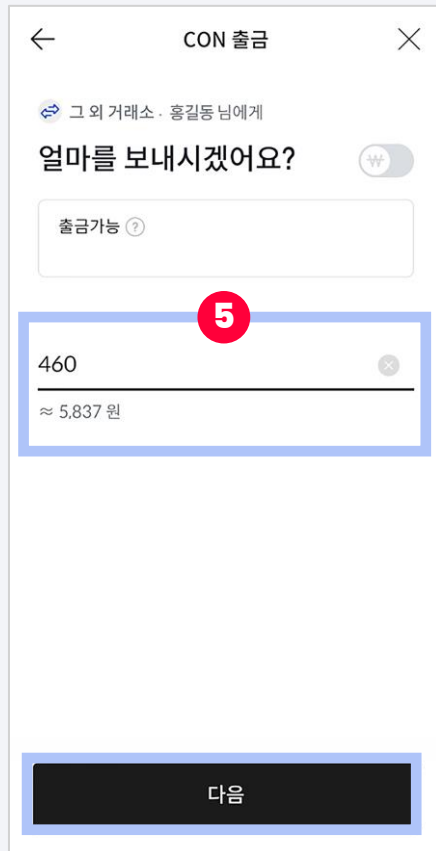 CON 출금
그 외 거래소 · 홍길동 님에게
얼마를 보내시겠어요?
₩
출금가능 ?
5
460
≈ 5,837 원
다음